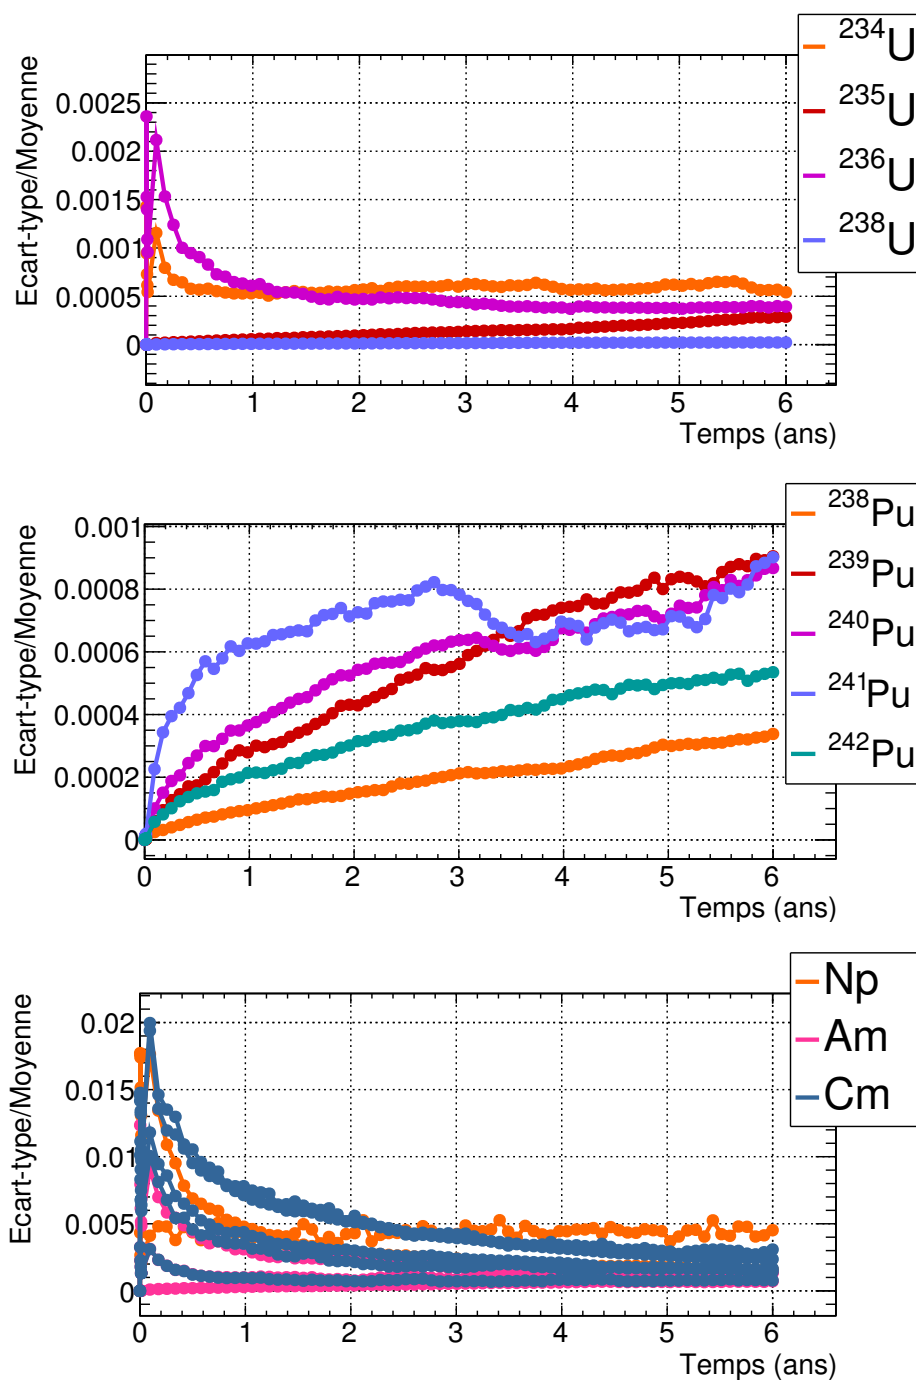 ²³⁴U
²³⁵U
²³⁶U
²³⁸U
Ecart-type/Moyenne
0.0025
0.002
0.0015
0.001
0.0005
0
0 1 2 3 4 5 6
Temps (ans)
²³⁸Pu
²³⁹Pu
²⁴⁰Pu
²⁴¹Pu
²⁴²Pu
Ecart-type/Moyenne
0.001
0.0008
0.0006
0.0004
0.0002
0
0 1 2 3 4 5 6
Temps (ans)
Np
Am
Cm
Ecart-type/Moyenne
0.02
0.015
0.01
0.005
0
0 1 2 3 4 5 6
Temps (ans)